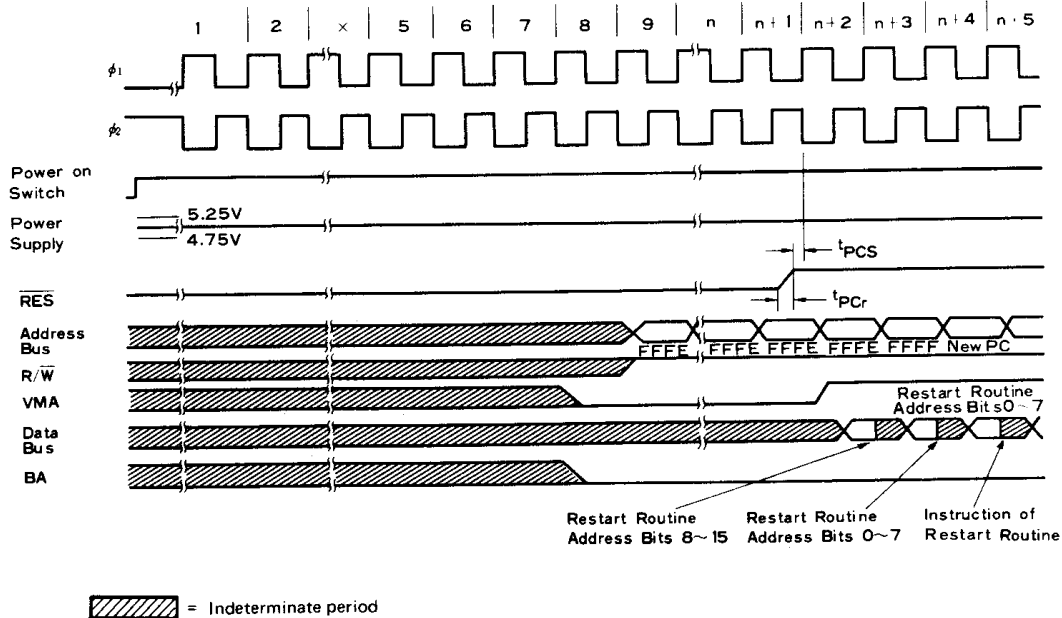 1 2 × 5 6 7 8 9 n n+1 n+2 n+3 n+4 n+5
ϕ1
ϕ2
Power on
Switch
Power
Supply
5.25V
4.75V
tPCS
RES
tPCr
Address
Bus
FFFE FFFE FFFE FFFE FFFF New PC
R/W
VMA
Restart Routine
Address Bits 0~7
Data
Bus
BA
Restart Routine
Address Bits 8~15
Restart Routine
Address Bits 0~7
Instruction of
Restart Routine
= Indeterminate period